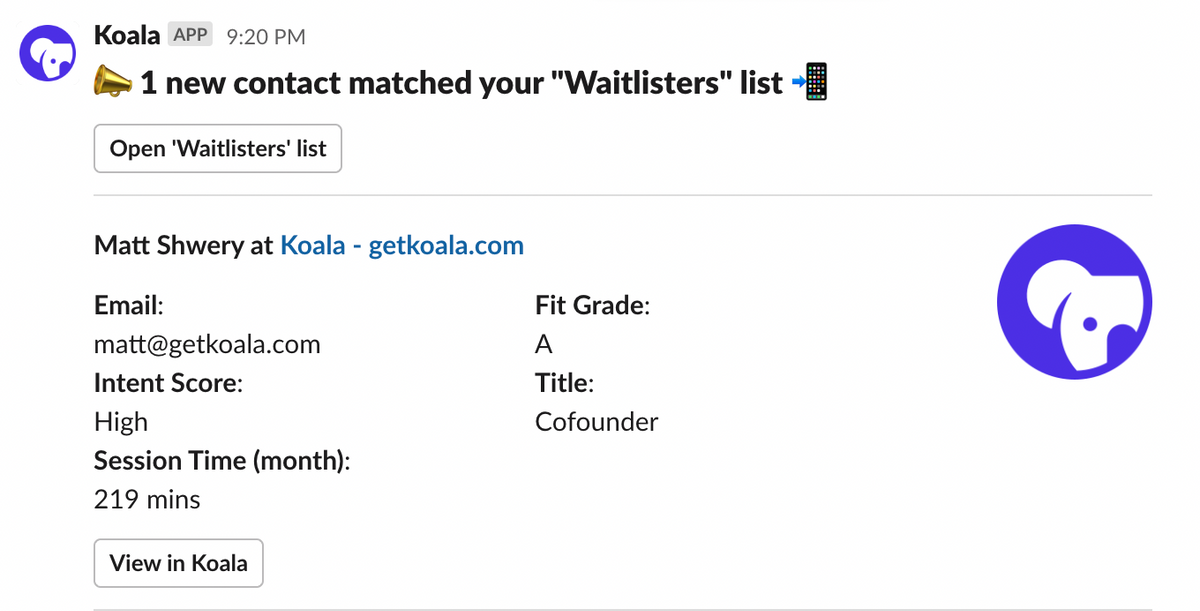 Koala APP 9:20 PM
📣 1 new contact matched your "Waitlisters" list 📲
Open 'Waitlisters' list
Matt Shwery at Koala - getkoala.com
Email:
matt@getkoala.com
Intent Score:
High
Session Time (month):
219 mins
Fit Grade:
A
Title:
Cofounder
View in Koala